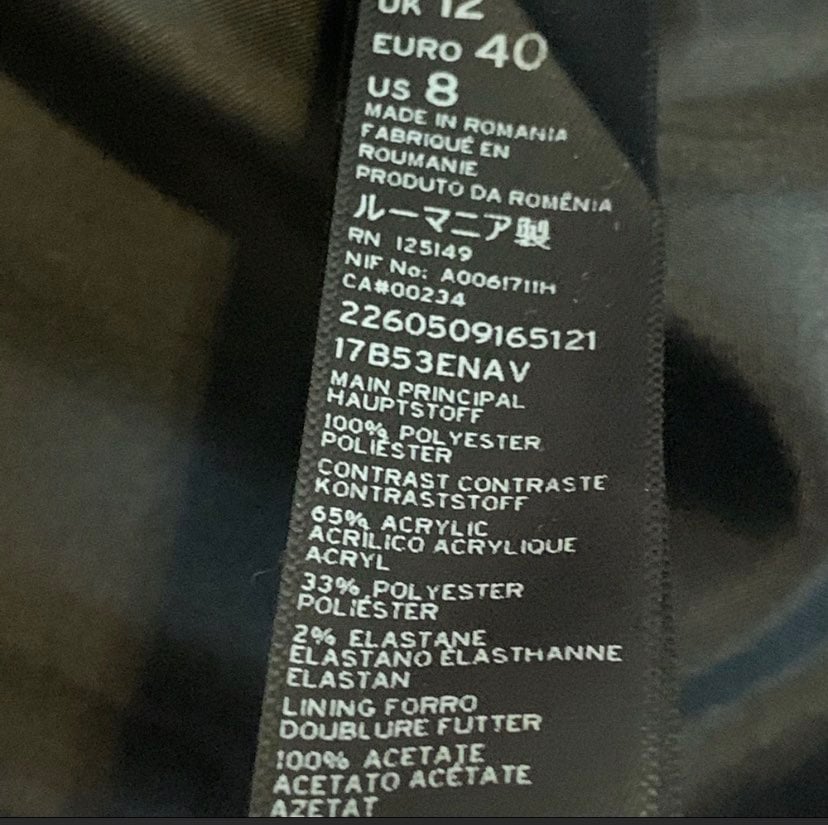 UK 12
EURO 40
US 8
MADE IN ROMANIA
FABRIQUÉ EN
ROUMANIE
PRODUTO DA ROMÊNIA
ルーマニア製
RN 125149
NIF No: A0061711H
CA#00234
2260509165121
17B53ENAV
MAIN PRINCIPAL
HAUPTSTOFF
100% POLYESTER
POLIÉSTER
CONTRAST CONTRASTE
KONTRASTSTOFF
65% ACRYLIC
ACRÍLICO ACRYLIQUE
ACRYL
33% POLYESTER
POLIÉSTER
2% ELASTANE
ELASTANO ÉLASTHANNE
ELASTAN
LINING FORRO
DOUBLURE FUTTER
100% ACETATE
ACETATO ACÉTATE
AZETAT